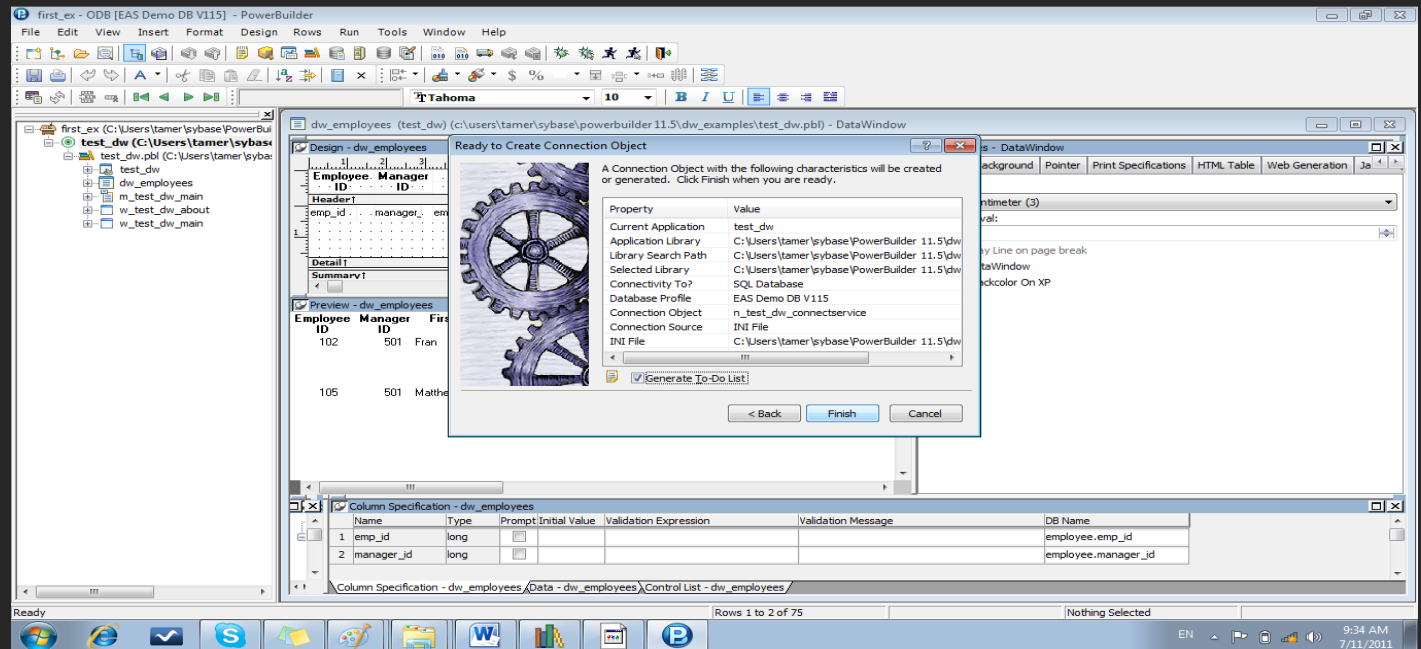 first_ex - ODB [EAS Demo DB V115] - PowerBuilder
File Edit View Insert Format Design Rows Run Tools Window Help
Tahoma 10 B I U
first_ex (C:\Users\tamer\sybase\PowerBui
test_dw (C:\Users\tamer\sybase
test_dw.pbl (C:\Users\tamer\sybas
test_dw
dw_employees
m_test_dw_main
w_test_dw_about
w_test_dw_main
dw_employees (test_dw) (c:\users\tamer\sybase\powerbuilder 11.5\dw_examples\test_dw.pbl) - DataWindow
Design - dw_employees
Employee Manager
ID ID
Header↑
emp_id manager_ em
1
Detail↑
Summary↑
Preview - dw_employees
Employee Manager Firs
ID ID
102 501 Fran
105 501 Matthe
Ready to Create Connection Object
A Connection Object with the following characteristics will be created
or generated. Click Finish when you are ready.
Property Value
Current Application test_dw
Application Library C:\Users\tamer\sybase\PowerBuilder 11.5\dw
Library Search Path C:\Users\tamer\sybase\PowerBuilder 11.5\dw
Selected Library C:\Users\tamer\sybase\PowerBuilder 11.5\dw
Connectivity To? SQL Database
Database Profile EAS Demo DB V115
Connection Object n_test_dw_connectservice
Connection Source INI File
INI File C:\Users\tamer\sybase\PowerBuilder 11.5\dw
Generate To-Do List
< Back Finish Cancel
es - DataWindow
ackground Pointer Print Specifications HTML Table Web Generation Ja
ntimeter (3)
val:
ay Line on page break
taWindow
ackcolor On XP
Column Specification - dw_employees
Name Type Prompt Initial Value Validation Expression Validation Message DB Name
1 emp_id long employee.emp_id
2 manager_id long employee.manager_id
Column Specification - dw_employees Data - dw_employees Control List - dw_employees
Ready Rows 1 to 2 of 75 Nothing Selected
EN 9:34 AM
7/11/2011